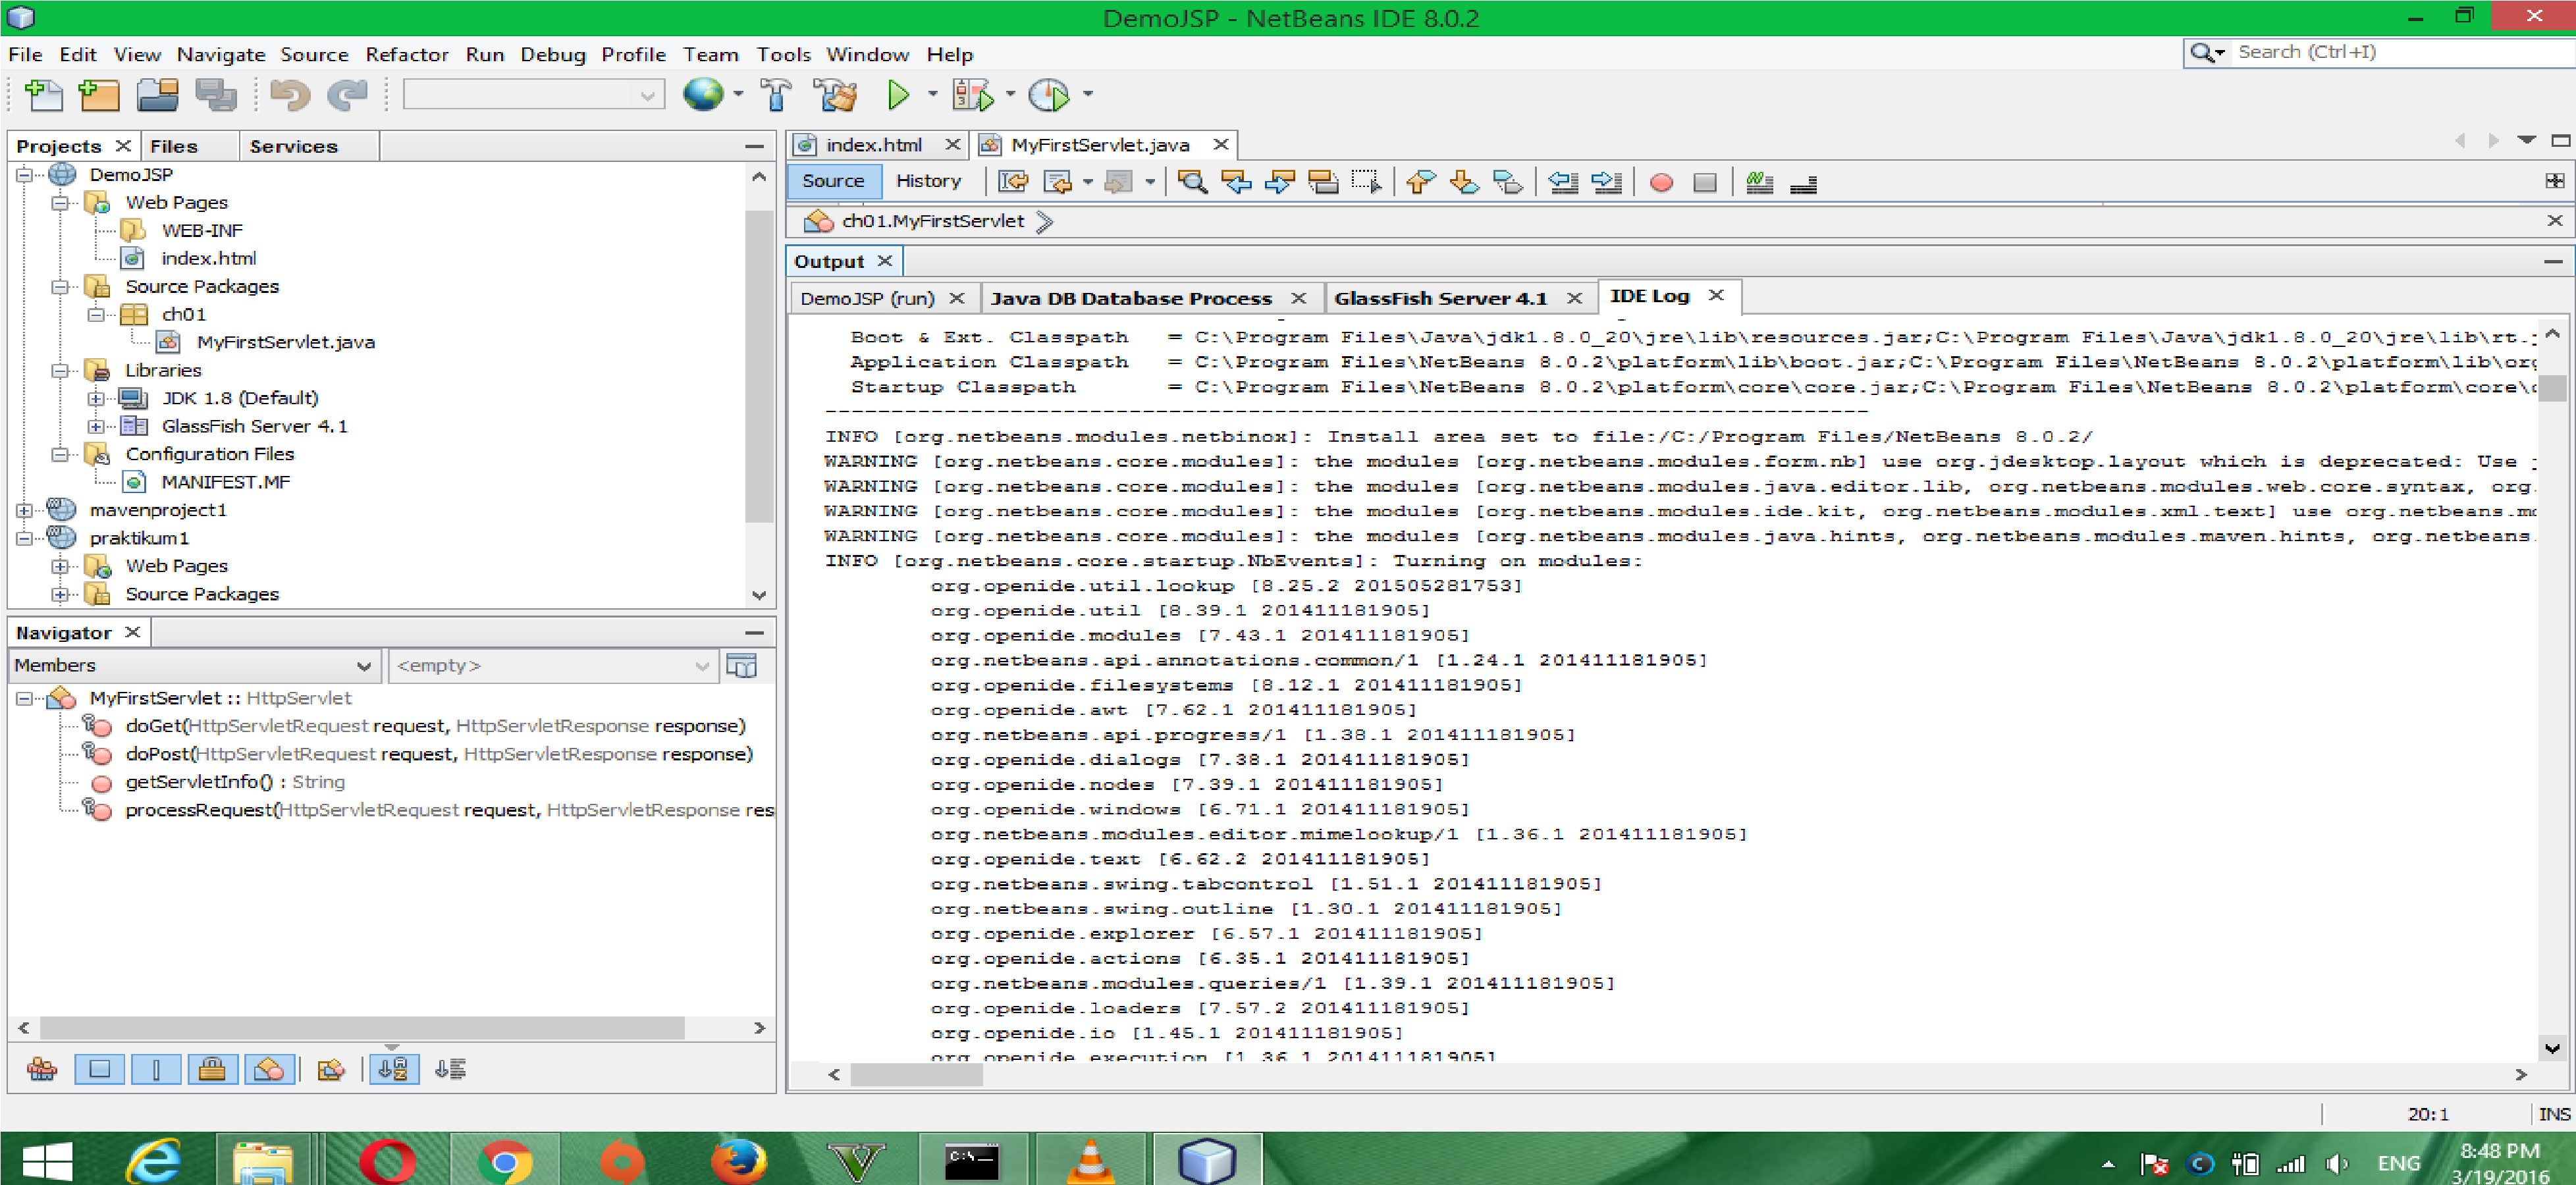 DemoJSP - NetBeans IDE 8.0.2
File Edit View Navigate Source Refactor Run Debug Profile Team Tools Window Help
Search (Ctrl+I)
Projects Files Services
DemoJSP
Web Pages
WEB-INF
index.html
Source Packages
ch01
MyFirstServlet.java
Libraries
JDK 1.8 (Default)
GlassFish Server 4.1
Configuration Files
MANIFEST.MF
mavenproject1
praktikum1
Web Pages
Source Packages
Navigator
Members <empty>
MyFirstServlet :: HttpServlet
doGet(HttpServletRequest request, HttpServletResponse response)
doPost(HttpServletRequest request, HttpServletResponse response)
getServletInfo() : String
processRequest(HttpServletRequest request, HttpServletResponse res
index.html MyFirstServlet.java
Source History
ch01.MyFirstServlet
Output
DemoJSP (run) Java DB Database Process GlassFish Server 4.1 IDE Log
Boot & Ext. Classpath = C:\Program Files\Java\jdk1.8.0_20\jre\lib\resources.jar;C:\Program Files\Java\jdk1.8.0_20\jre\lib\rt.
Application Classpath = C:\Program Files\NetBeans 8.0.2\platform\lib\boot.jar;C:\Program Files\NetBeans 8.0.2\platform\lib\org
Startup Classpath = C:\Program Files\NetBeans 8.0.2\platform\core\core.jar;C:\Program Files\NetBeans 8.0.2\platform\core\
-------------------------------------------------------------------------------
INFO [org.netbeans.modules.netbinox]: Install area set to file:/C:/Program Files/NetBeans 8.0.2/
WARNING [org.netbeans.core.modules]: the modules [org.netbeans.modules.form.nb] use org.jdesktop.layout which is deprecated: Use
WARNING [org.netbeans.core.modules]: the modules [org.netbeans.modules.java.editor.lib, org.netbeans.modules.web.core.syntax, org.
WARNING [org.netbeans.core.modules]: the modules [org.netbeans.modules.ide.kit, org.netbeans.modules.xml.text] use org.netbeans.mo
WARNING [org.netbeans.core.modules]: the modules [org.netbeans.modules.java.hints, org.netbeans.modules.maven.hints, org.netbeans.
INFO [org.netbeans.core.startup.NbEvents]: Turning on modules:
org.openide.util.lookup [8.25.2 201505281753]
org.openide.util [8.39.1 201411181905]
org.openide.modules [7.43.1 201411181905]
org.netbeans.api.annotations.common/1 [1.24.1 201411181905]
org.openide.filesystems [8.12.1 201411181905]
org.openide.awt [7.62.1 201411181905]
org.netbeans.api.progress/1 [1.38.1 201411181905]
org.openide.dialogs [7.38.1 201411181905]
org.openide.nodes [7.39.1 201411181905]
org.openide.windows [6.71.1 201411181905]
org.netbeans.modules.editor.mimelookup/1 [1.36.1 201411181905]
org.openide.text [6.62.2 201411181905]
org.netbeans.swing.tabcontrol [1.51.1 201411181905]
org.netbeans.swing.outline [1.30.1 201411181905]
org.openide.explorer [6.57.1 201411181905]
org.openide.actions [6.35.1 201411181905]
org.netbeans.modules.queries/1 [1.39.1 201411181905]
org.openide.loaders [7.57.2 201411181905]
org.openide.io [1.45.1 201411181905]
org.openide.execution [1.36.1 201411181905]
20:1 INS
ENG
8:48 PM
3/19/2016